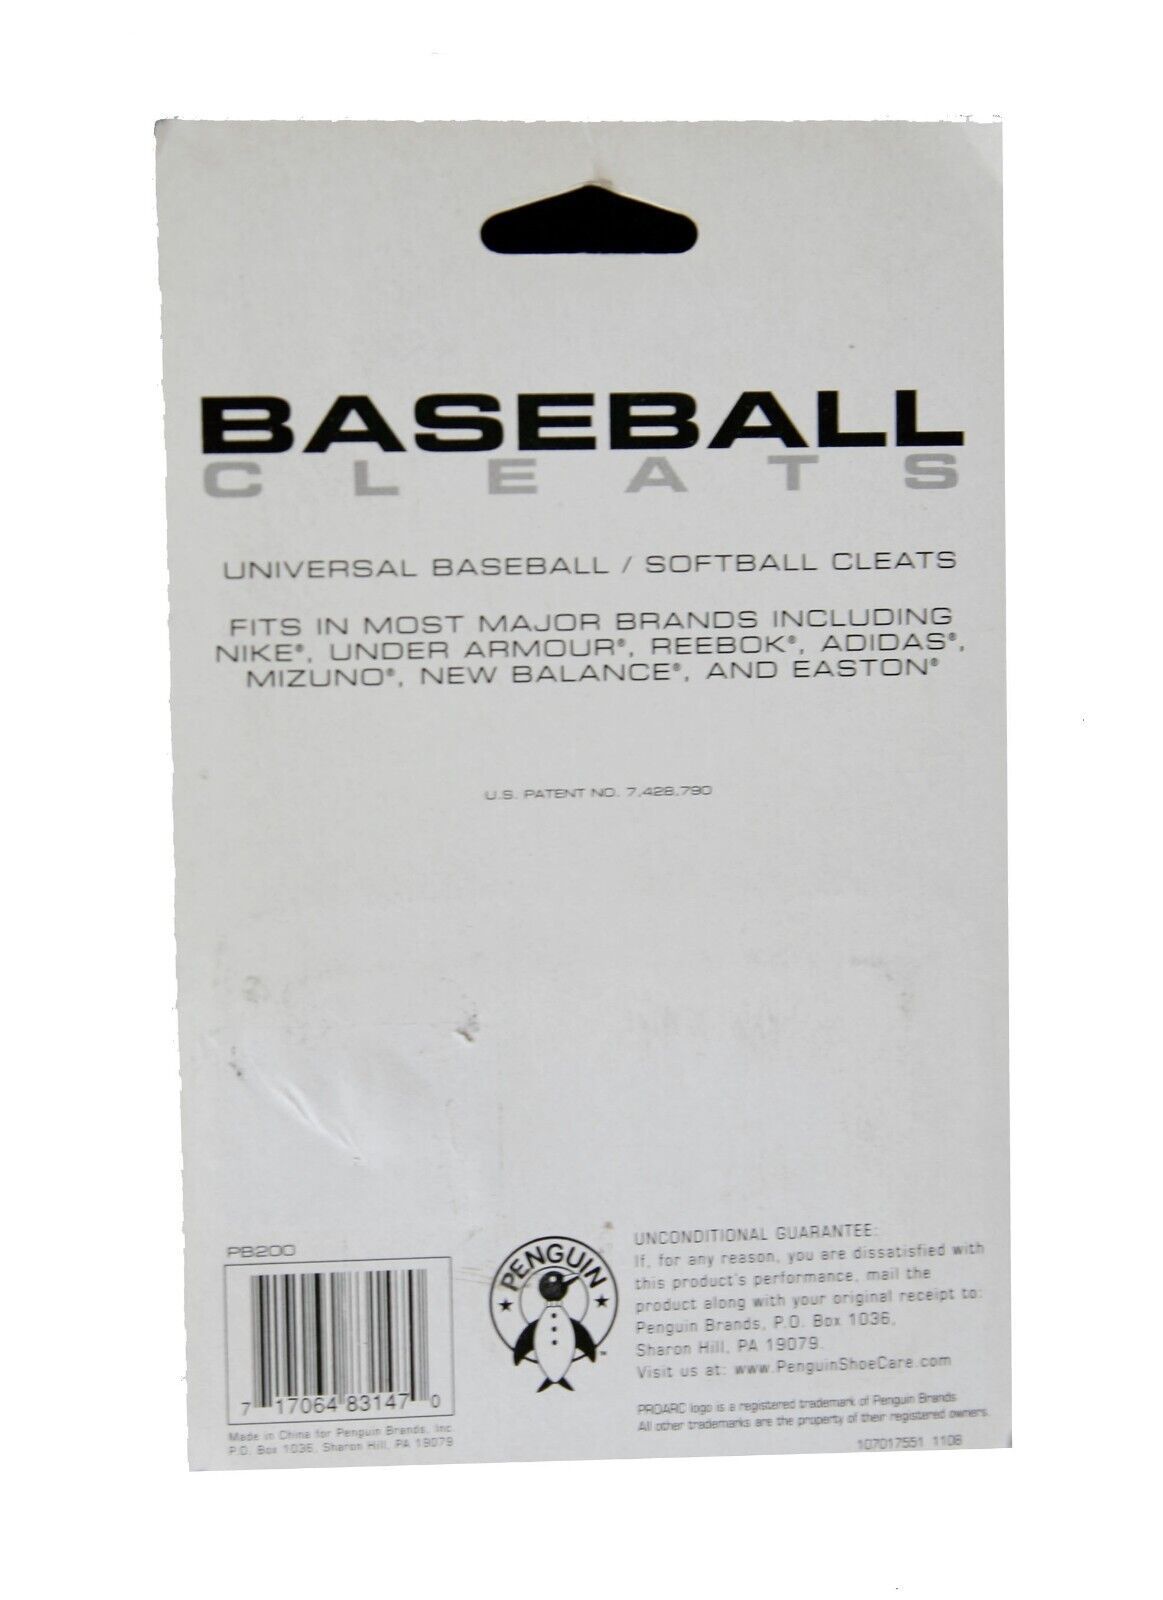 BASEBALL
CLEATS
UNIVERSAL BASEBALL / SOFTBALL CLEATS
FITS IN MOST MAJOR BRANDS INCLUDING
NIKE®, UNDER ARMOUR®, REEBOK®, ADIDAS®,
MIZUNO®, NEW BALANCE®, AND EASTON®
U.S. PATENT NO. 7,428,790
PB200
7 17064 83147 0
Made in China for Penguin Brands, Inc.
P.O. Box 1036, Sharon Hill, PA 19079
PENGUIN
TM
UNCONDITIONAL GUARANTEE:
If, for any reason, you are dissatisfied with
this product's performance, mail the
product along with your original receipt to:
Penguin Brands, P.O. Box 1036,
Sharon Hill, PA 19079.
Visit us at: www.PenguinShoeCare.com
PROARC logo is a registered trademark of Penguin Brands
All other trademarks are the property of their registered owners.
107017551 1108